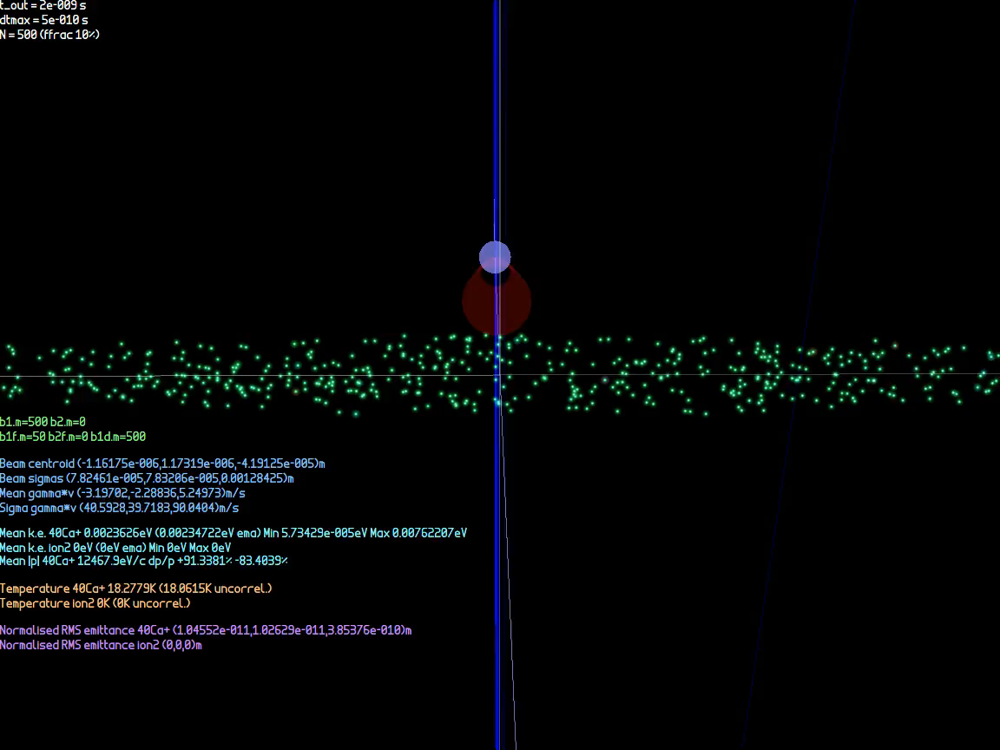 t_out = 2e-009 s
dtmax = 5e-010 s
N = 500 (ffrac 10%)
b1.m=500 b2.m=0
b1f.m=50 b2f.m=0 b1d.m=500
Beam centroid (-1.16175e-006,1.17319e-006,-4.19125e-005)m
Beam sigmas (7.82461e-005,7.83206e-005,0.00128425)m
Mean gamma*v (-3.19702,-2.28836,5.24973)m/s
Sigma gamma*v (40.5928,39.7183,90.0404)m/s
Mean k.e. 40Ca+ 0.0023626eV (0.00234722eV ema) Min 5.73429e-005eV Max 0.00762207eV
Mean k.e. ion2 0eV (0eV ema) Min 0eV Max 0eV
Mean |p| 40Ca+ 12467.9eV/c dp/p +91.3381% -83.4039%
Temperature 40Ca+ 18.2779K (18.0615K uncorrel.)
Temperature ion2 0K (0K uncorrel.)
Normalised RMS emittance 40Ca+ (1.04552e-011,1.02629e-011,3.85376e-010)m
Normalised RMS emittance ion2 (0,0,0)m